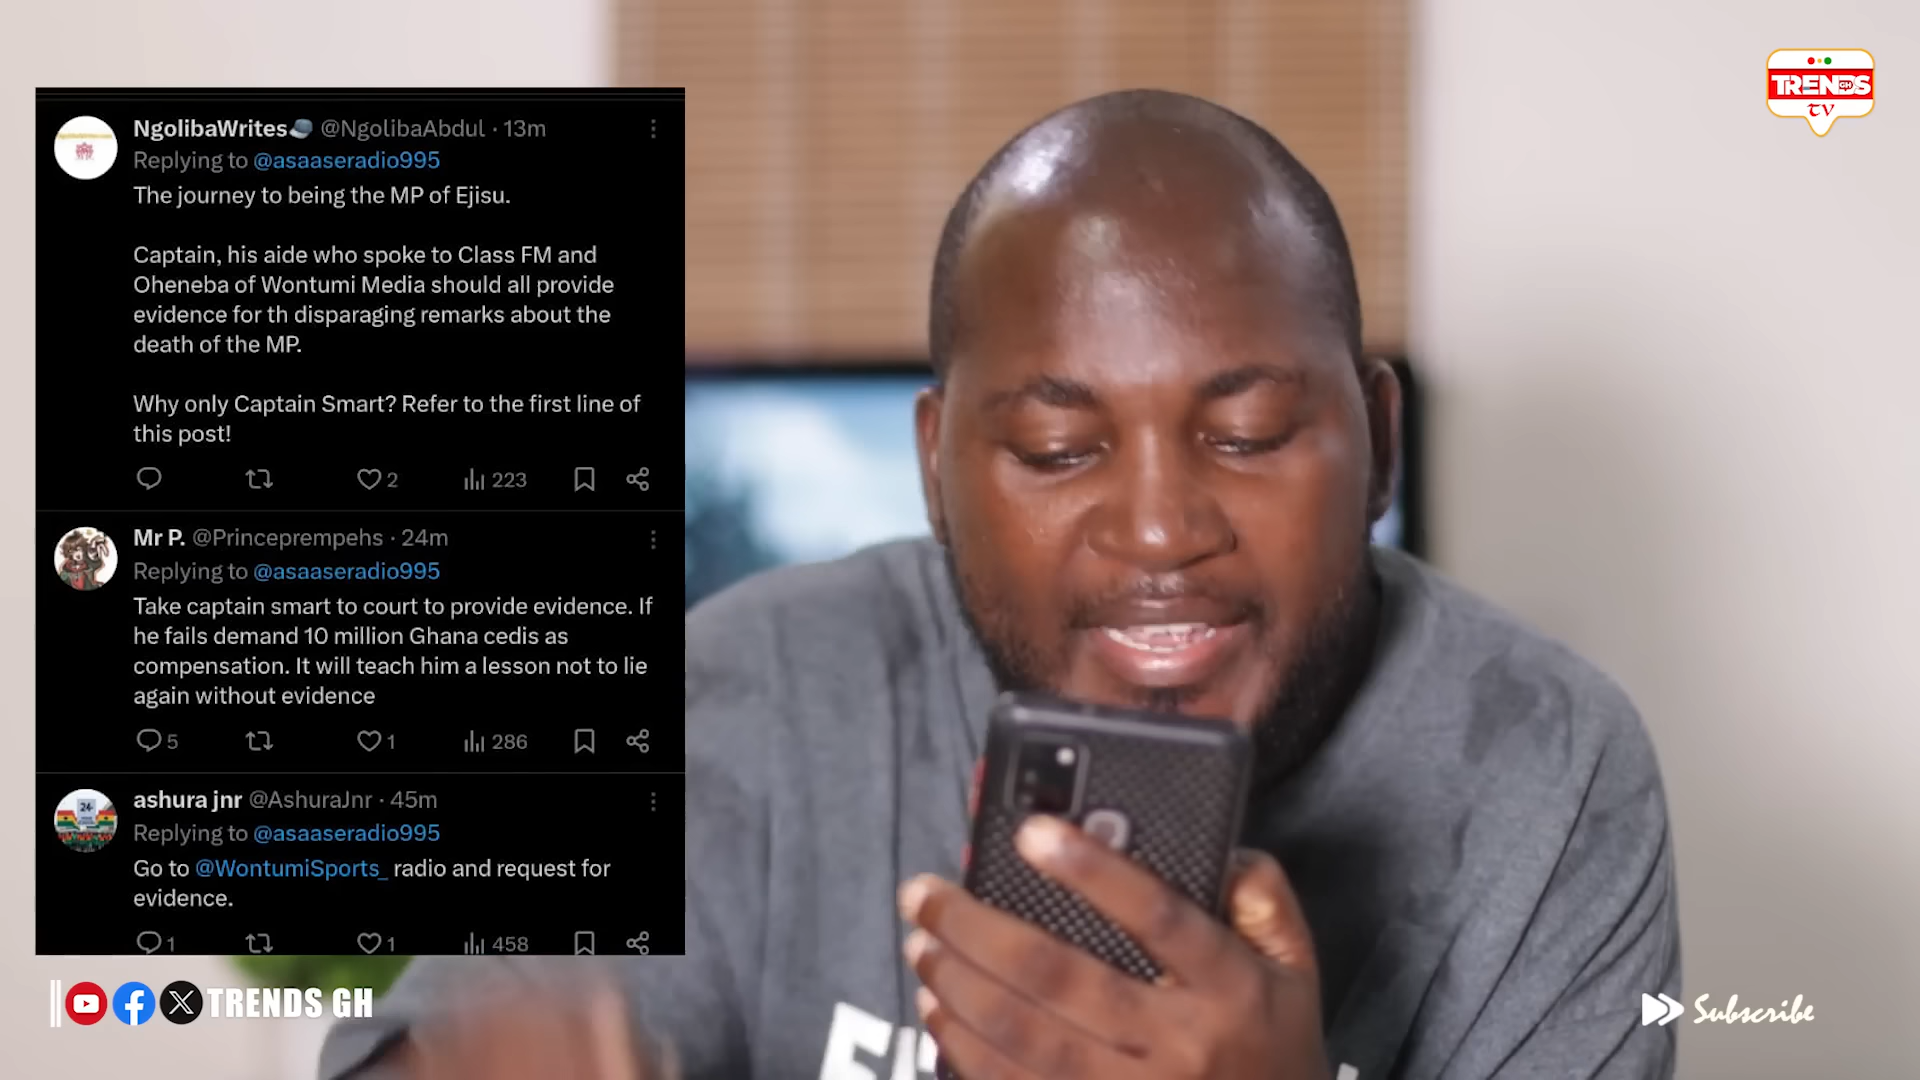 NgolibaWrites @NgolibaAbdul · 13m
Replying to @asaaseradio995
The journey to being the MP of Ejisu.
Captain, his aide who spoke to Class FM and
Oheneba of Wontumi Media should all provide
evidence for th disparaging remarks about the
death of the MP.
Why only Captain Smart? Refer to the first line of
this post!
2 223
Mr P. @Princeprempehs · 24m
Replying to @asaaseradio995
Take captain smart to court to provide evidence. If
he fails demand 10 million Ghana cedis as
compensation. It will teach him a lesson not to lie
again without evidence
5 1 286
ashura jnr @AshuraJnr · 45m
Replying to @asaaseradio995
Go to @WontumiSports_ radio and request for
evidence.
1 1 458
24
TRENDS GH
TV
TRENDS GH
Subscribe